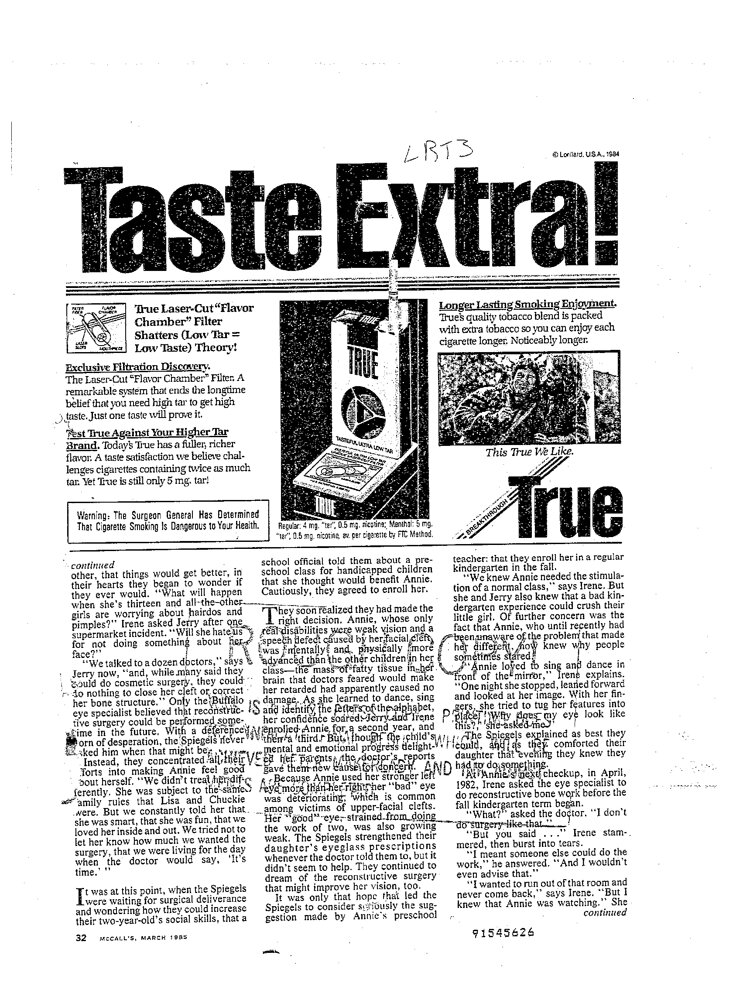 LRT3
© Lorillard, U.S.A., 1984
Taste Extra!
True Laser-Cut "Flavor
Chamber" Filter
Shatters (Low Tar =
Low Taste) Theory!
Exclusive Filtration Discovery.
The Laser-Cut "Flavor Chamber" Filter. A
remarkable system that ends the longtime
belief that you need high tar to get high
taste. Just one taste will prove it.
Test True Against Your Higher Tar
Brand. Today's True has a fuller, richer
flavor. A taste satisfaction we believe chal-
lenges cigarettes containing twice as much
tar. Yet True is still only 5 mg. tar!
Warning: The Surgeon General Has Determined
That Cigarette Smoking Is Dangerous to Your Health.
TRUE
TASTEFUL, ULTRA LOW TAR
Regular: 4 mg. "tar", 0.5 mg. nicotine; Menthol: 5 mg.
"tar", 0.5 mg. nicotine, av. per cigarette by FTC Method.
Longer Lasting Smoking Enjoyment.
True's quality tobacco blend is packed
with extra tobacco so you can enjoy each
cigarette longer. Noticeably longer.
This True We Like.
BREAKTHROUGH
True
continued
other, that things would get better, in
their hearts they began to wonder if
they ever would. "What will happen
when she's thirteen and all the other
girls are worrying about hairdos and
pimples?" Irene asked Jerry after one
supermarket incident. "Will she hate us
for not doing something about her
face?"
"We talked to a dozen doctors," says
Jerry now, "and, while many said they
could do cosmetic surgery, they could
do nothing to close her cleft or correct
her bone structure." Only the Buffalo
eye specialist believed that reconstruc-
tive surgery could be performed some-
time in the future. With a deference
born of desperation, the Spiegels never
asked him when that might be.
Instead, they concentrated all their
efforts into making Annie feel good
about herself. "We didn't treat her dif-
ferently. She was subject to the same
family rules that Lisa and Chuckie
were. But we constantly told her that
she was smart, that she was fun, that we
loved her inside and out. We tried not to
let her know how much we wanted the
surgery, that we were living for the day
when the doctor would say, 'It's
time.' "
It was at this point, when the Spiegels
were waiting for surgical deliverance
and wondering how they could increase
their two-year-old's social skills, that a
school official told them about a pre-
school class for handicapped children
that she thought would benefit Annie.
Cautiously, they agreed to enroll her.
They soon realized they had made the
right decision. Annie, whose only
real disabilities were weak vision and a
speech defect caused by her facial cleft,
was mentally and physically more
advanced than the other children in her
class—the mass of fatty tissue in her
brain that doctors feared would make
her retarded had apparently caused no
damage. As she learned to dance, sing
and identify the letters of the alphabet,
her confidence soared. Jerry and Irene
enrolled Annie for a second year, and
then a third. But, though the child's
mental and emotional progress delight-
ed her parents, the doctor's reports
gave them new cause for concern.
Because Annie used her stronger left
eye more than her right, her "bad" eye
was deteriorating, which is common
among victims of upper-facial clefts.
Her "good" eye, strained from doing
the work of two, was also growing
weak. The Spiegels strengthened their
daughter's eyeglass prescriptions
whenever the doctor told them to, but it
didn't seem to help. They continued to
dream of the reconstructive surgery
that might improve her vision, too.
It was only that hope that led the
Spiegels to consider seriously the sug-
gestion made by Annie's preschool
teacher: that they enroll her in a regular
kindergarten in the fall.
"We knew Annie needed the stimula-
tion of a normal class," says Irene. But
she and Jerry also knew that a bad kin-
dergarten experience could crush their
little girl. Of further concern was the
fact that Annie, who until recently had
been unaware of the problem that made
her different, now knew why people
sometimes stared.
"Annie loved to sing and dance in
front of the mirror," Irene explains.
"One night she stopped, leaned forward
and looked at her image. With her fin-
gers, she tried to tug her features into
place. 'Why does my eye look like
this?,' she asked me."
The Spiegels explained as best they
could, and, as they comforted their
daughter that evening they knew they
had to do something.
At Annie's next checkup, in April,
1982, Irene asked the eye specialist to
do reconstructive bone work before the
fall kindergarten term began.
"What?" asked the doctor. "I don't
do surgery like that."
"But you said . . ." Irene stam-
mered, then burst into tears.
"I meant someone else could do the
work," he answered. "And I wouldn't
even advise that."
"I wanted to run out of that room and
never come back," says Irene. "But I
knew that Annie was watching." She
continued
32 McCALL'S, MARCH 1985
91545626